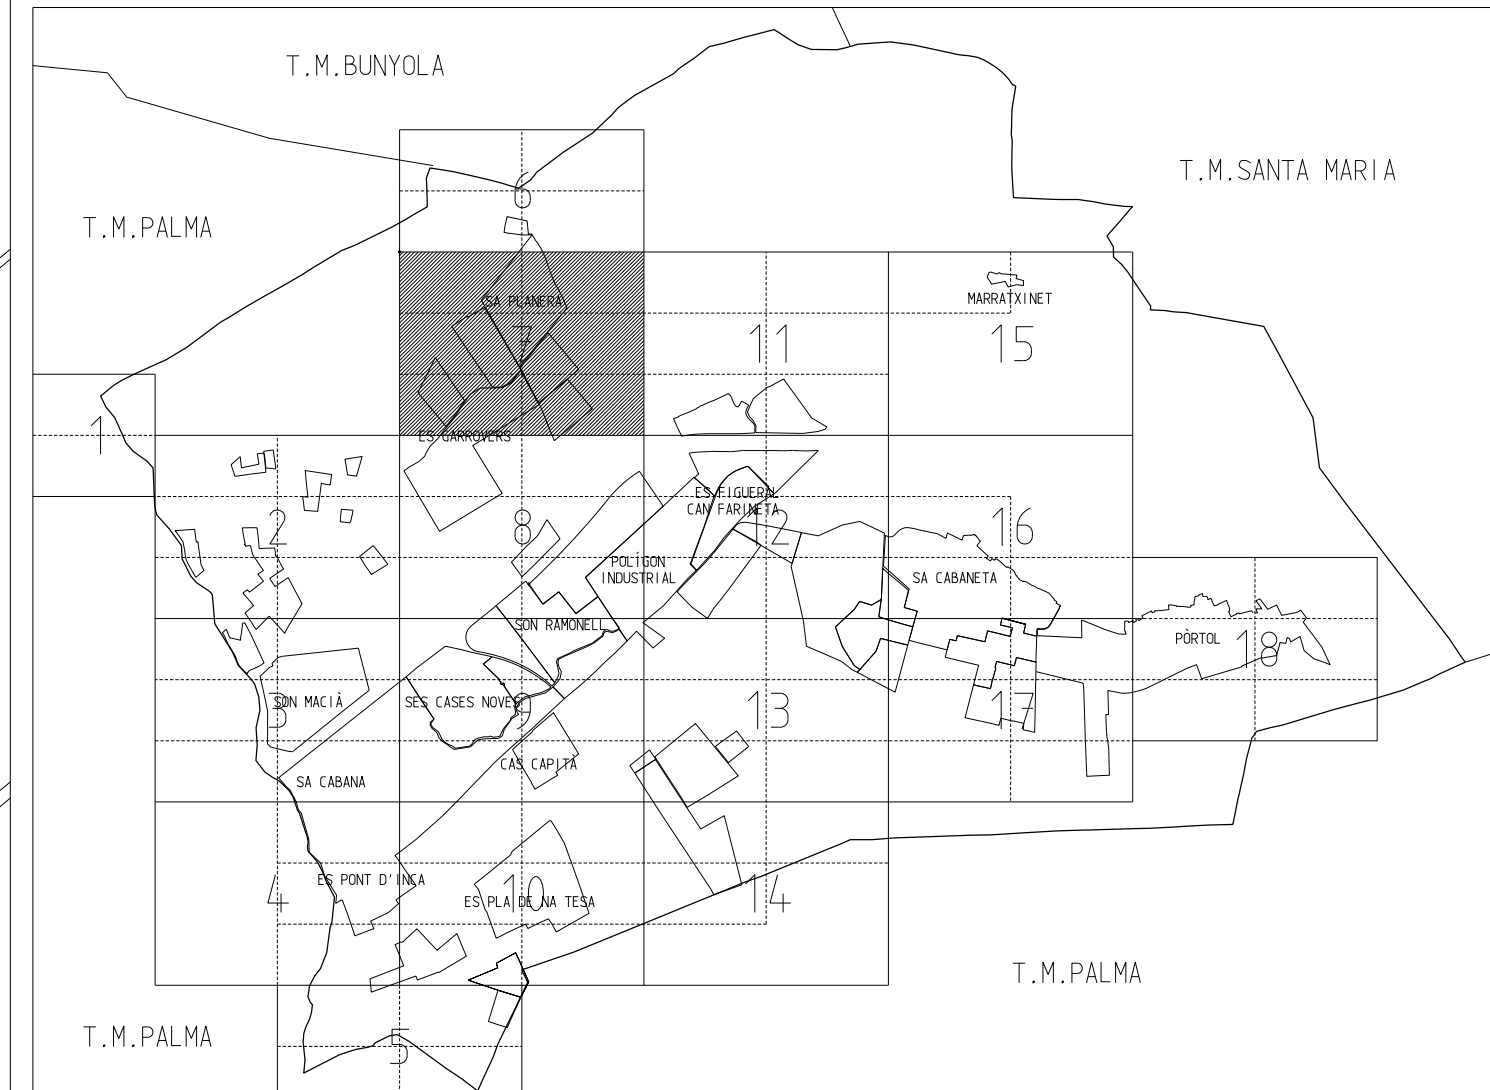 T.M.BUNYOLA
T.M.SANTA MARIA
T.M.PALMA
6
SA PLANERA
MARRATXINET
7
11
15
1
ES GARROVERS
ES FIGUERAL
CAN FARINETA
2
8
12
16
POLÍGON
INDUSTRIAL
SA CABANETA
SON RAMONELL
PÒRTOL
18
SON MACIÀ
3
SES CASES NOVES
9
13
17
CAS CAPITÀ
SA CABANA
ES PONT D'INCA
4
10
ES PLA DE NA TESA
14
T.M.PALMA
T.M.PALMA
5